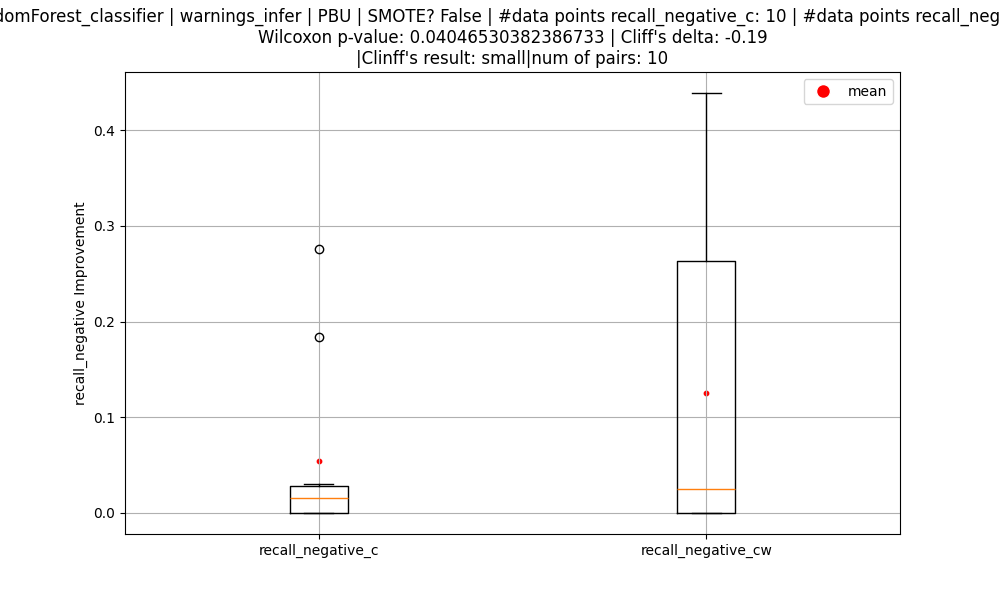 domForest_classifier | warnings_infer | PBU | SMOTE? False | #data points recall_negative_c: 10 | #data points recall_neg
Wilcoxon p-value: 0.04046530382386733 | Cliff's delta: -0.19
|Clinff's result: small|num of pairs: 10
mean
0.4
0.3
0.2
0.1
0.0
recall_negative Improvement
recall_negative_c
recall_negative_cw